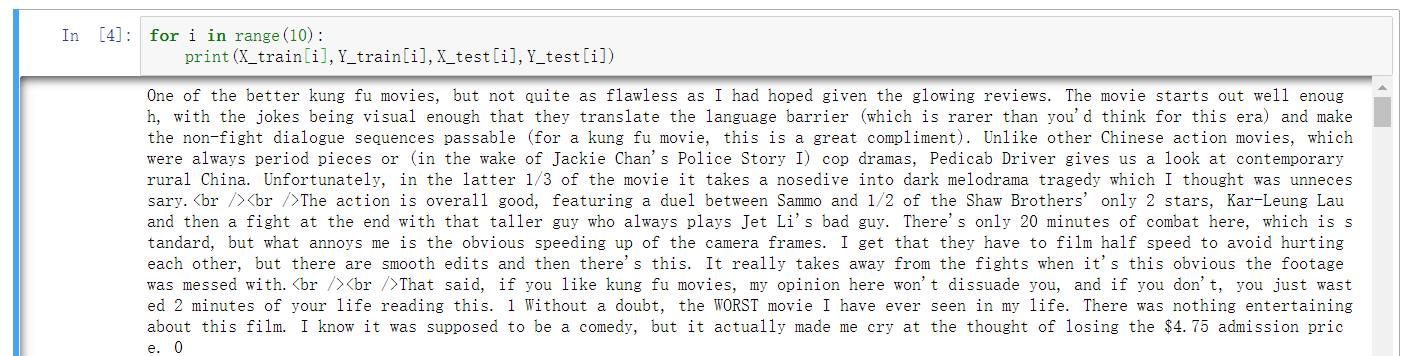 In [4]: for i in range(10):
print(X_train[i],Y_train[i],X_test[i],Y_test[i])
One of the better kung fu movies, but not quite as flawless as I had hoped given the glowing reviews. The movie starts out well enoug
h, with the jokes being visual enough that they translate the language barrier (which is rarer than you'd think for this era) and make
the non-fight dialogue sequences passable (for a kung fu movie, this is a great compliment). Unlike other Chinese action movies, which
were always period pieces or (in the wake of Jackie Chan's Police Story I) cop dramas, Pedicab Driver gives us a look at contemporary
rural China. Unfortunately, in the latter 1/3 of the movie it takes a nosedive into dark melodrama tragedy which I thought was unneces
sary.<br /><br />The action is overall good, featuring a duel between Sammo and 1/2 of the Shaw Brothers' only 2 stars, Kar-Leung Lau
and then a fight at the end with that taller guy who always plays Jet Li's bad guy. There's only 20 minutes of combat here, which is s
tandard, but what annoys me is the obvious speeding up of the camera frames. I get that they have to film half speed to avoid hurting
each other, but there are smooth edits and then there's this. It really takes away from the fights when it's this obvious the footage
was messed with.<br /><br />That said, if you like kung fu movies, my opinion here won't dissuade you, and if you don't, you just wast
ed 2 minutes of your life reading this. 1 Without a doubt, the WORST movie I have ever seen in my life. There was nothing entertaining
about this film. I know it was supposed to be a comedy, but it actually made me cry at the thought of losing the $4.75 admission pric
e. 0